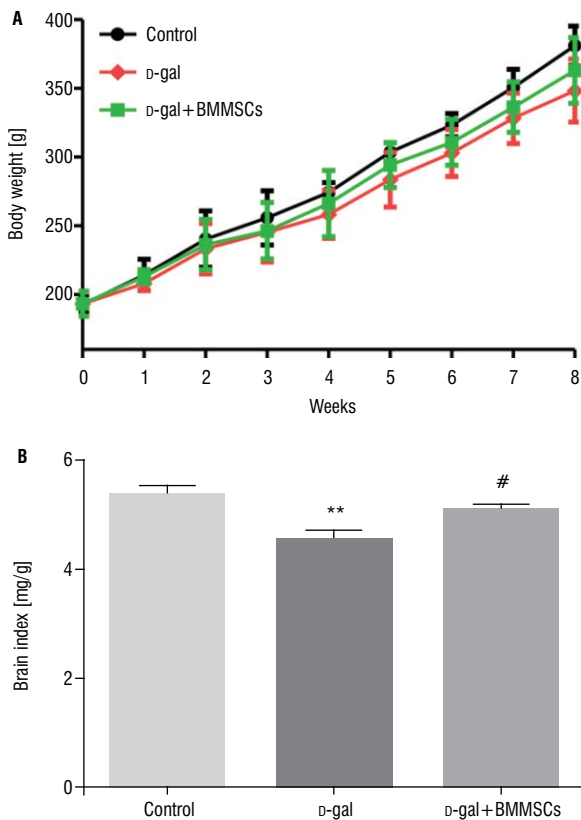 A
400
350
300
250
200
Body weight [g]
Control
D-gal
D-gal+BMMSCs
0 1 2 3 4 5 6 7 8
Weeks
B
6
4
2
0
Brain index [mg/g]
**
#
Control D-gal D-gal+BMMSCs